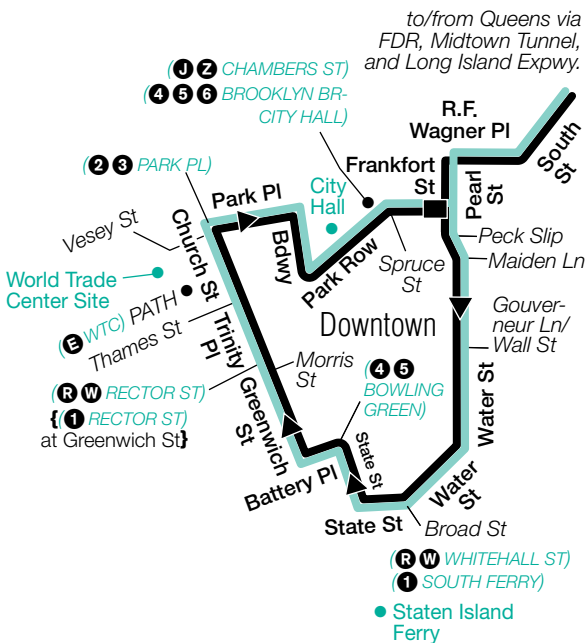 to/from Queens via
FDR, Midtown Tunnel,
and Long Island Expwy.
(J Z CHAMBERS ST)
(4 5 6 BROOKLYN BR-
CITY HALL)
R.F.
Wagner Pl
South
St
(2 3 PARK PL)
Frankfort
St
Pearl
St
Park Pl
City
Hall
Vesey St
Church St
Bdwy
Park Row
Spruce
St
Peck Slip
Maiden Ln
World Trade
Center Site
(E WTC) PATH
Thames St
Trinity
Pl
Downtown
Gouver-
neur Ln/
Wall St
Morris
St
(4 5
BOWLING
GREEN)
(R W RECTOR ST)
{(1 RECTOR ST)
at Greenwich St}
Greenwich
St
Water St
Battery Pl
State St
Water
St
State St
Broad St
(R W WHITEHALL ST)
(1 SOUTH FERRY)
Staten Island
Ferry